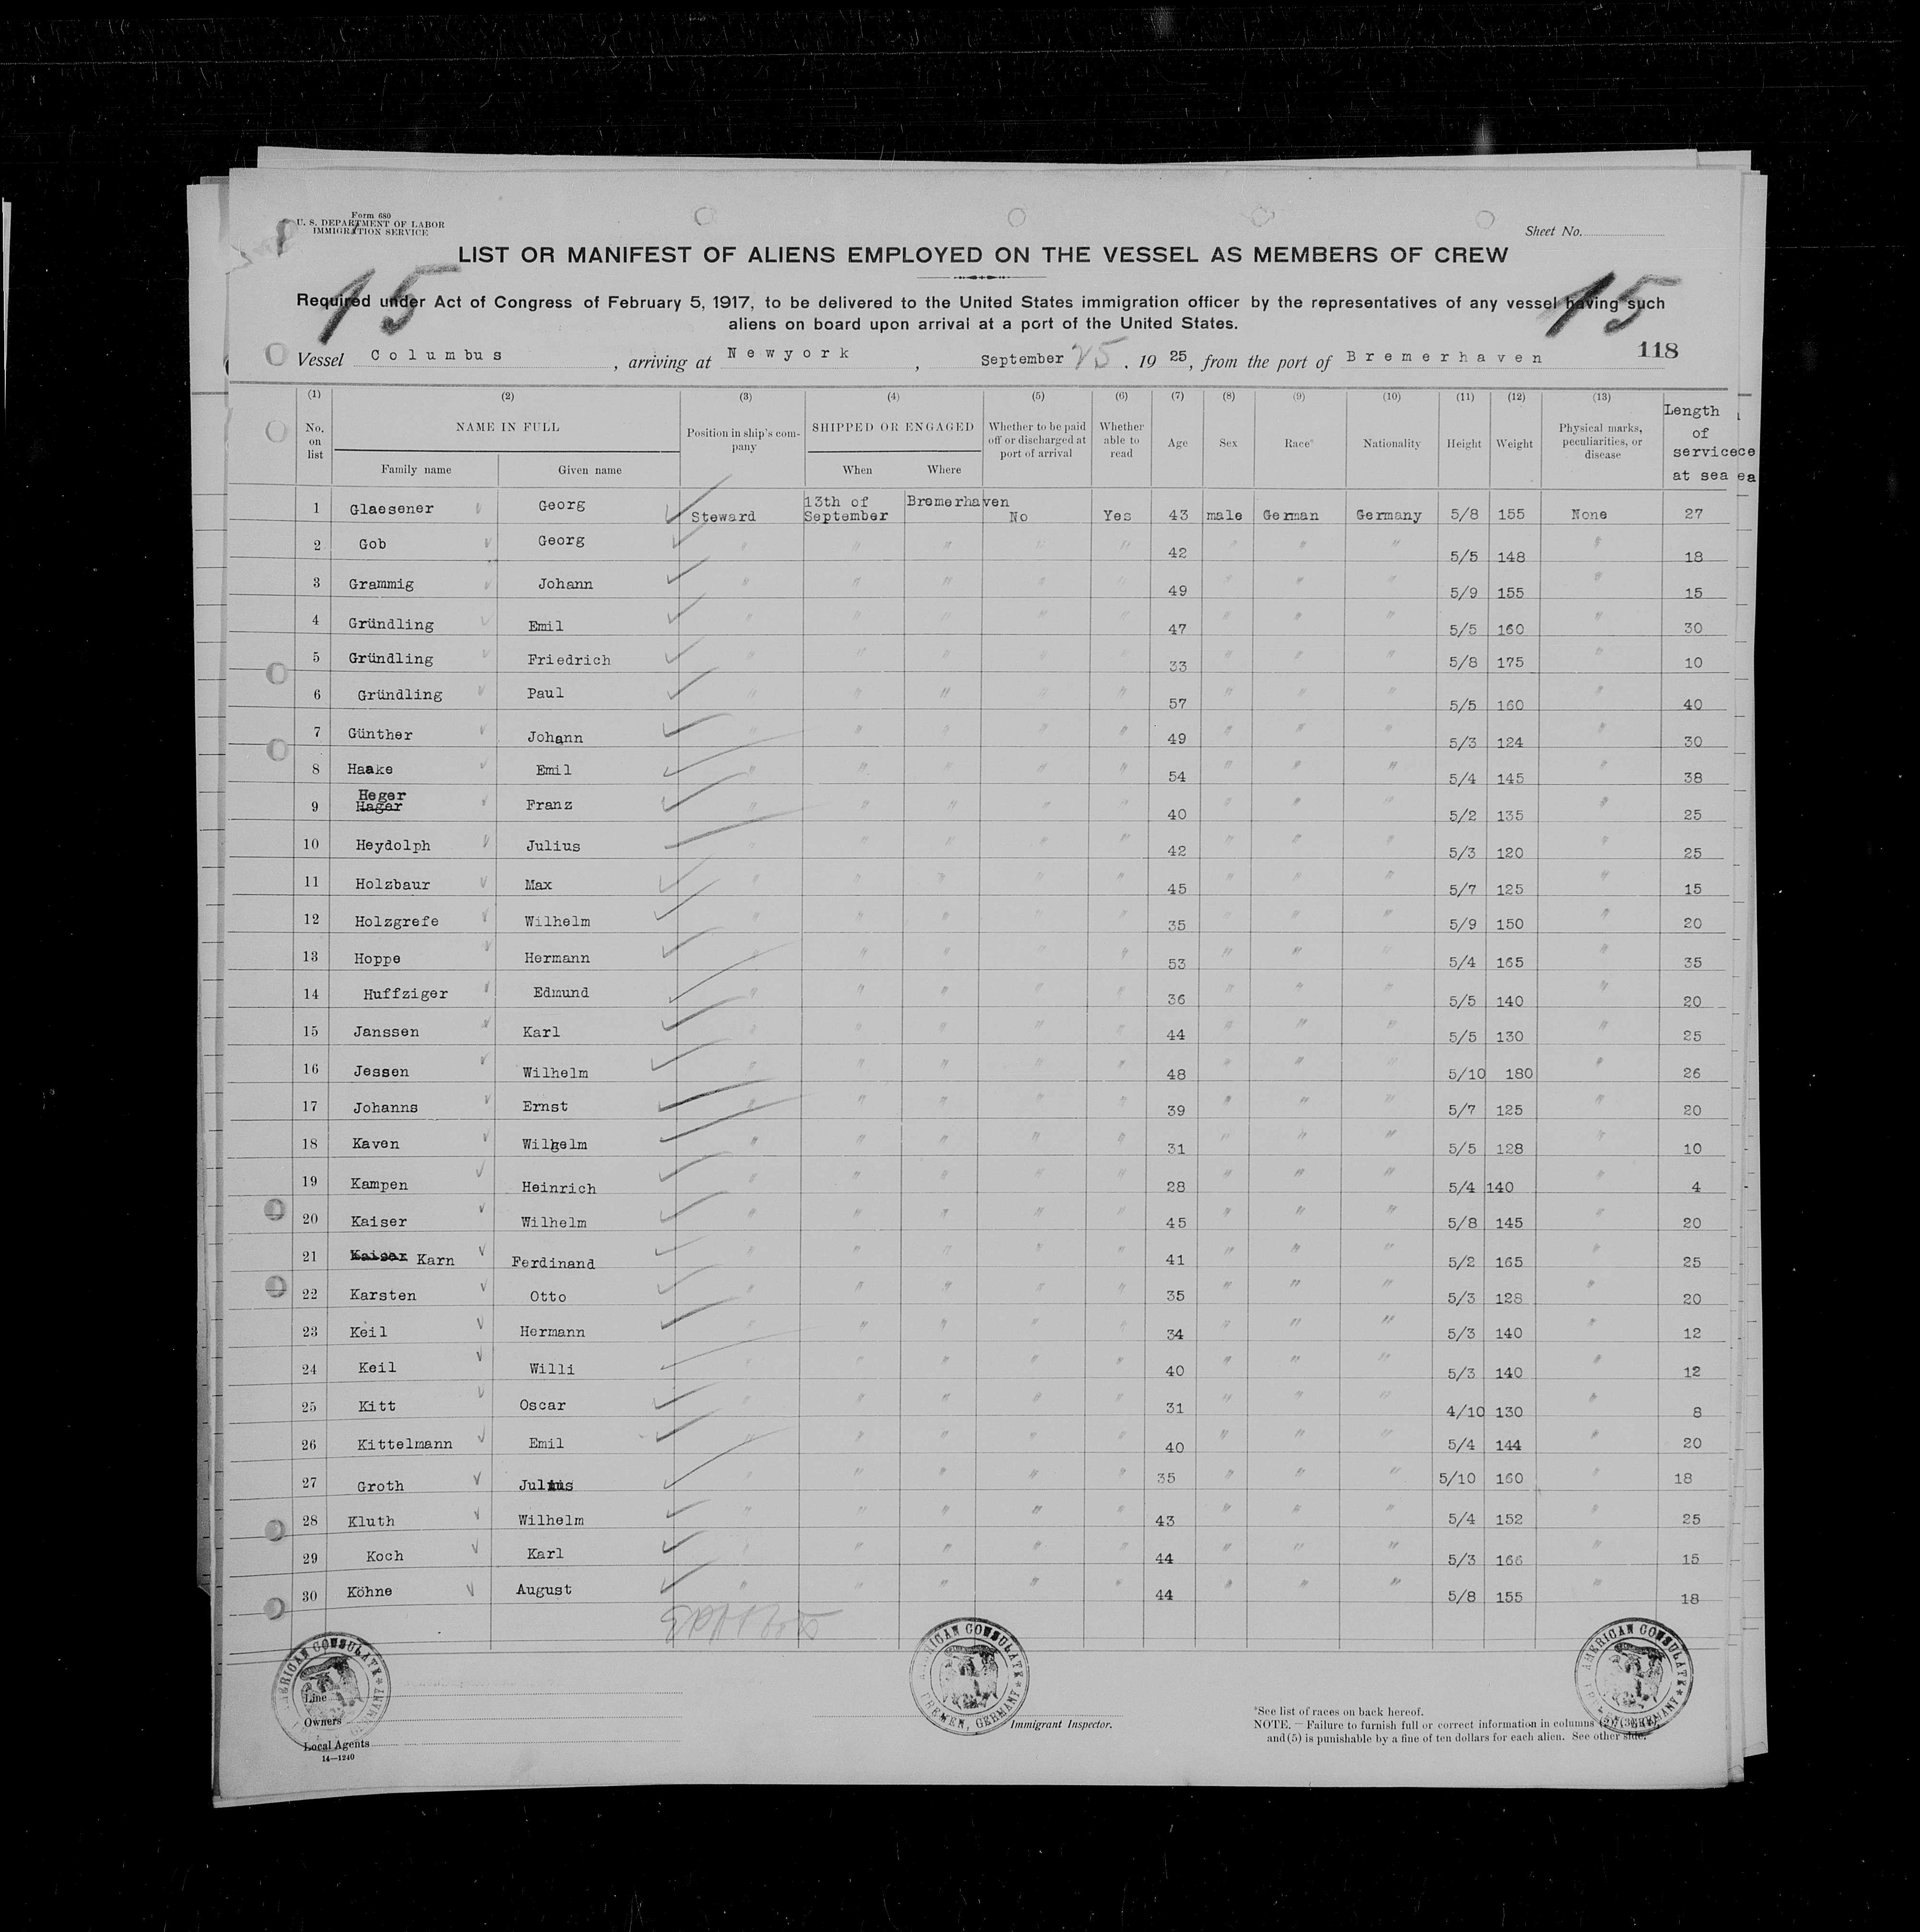 Form 680
U. S. DEPARTMENT OF LABOR
IMMIGRATION SERVICE
Sheet No.
LIST OR MANIFEST OF ALIENS EMPLOYED ON THE VESSEL AS MEMBERS OF CREW
15 15
Required under Act of Congress of February 5, 1917, to be delivered to the United States immigration officer by the representatives of any vessel having such
aliens on board upon arrival at a port of the United States.
118
Vessel Columbus, arriving at Newyork, September 25, 1925, from the port of Bremerhaven
(1) (2) (3) (4) (5) (6) (7) (8) (9) (10) (11) (12) (13)
No. on list NAME IN FULL Family name Given name Position in ship's company SHIPPED OR ENGAGED When Where Whether to be paid off or discharged at port of arrival Whether able to read Age Sex Race* Nationality Height Weight Physical marks, peculiarities, or disease Length of service at sea
1 Glaesener Georg Steward 13th of September Bremerhaven No Yes 43 male German Germany 5/8 155 None 27
2 Gob Georg " " " " " 42 " " " 5/5 148 " 18
3 Grammig Johann " " " " " 49 " " " 5/9 155 " 15
4 Gründling Emil " " " " " 47 " " " 5/5 160 " 30
5 Gründling Friedrich " " " " " 33 " " " 5/8 175 " 10
6 Gründling Paul " " " " " 57 " " " 5/5 160 " 40
7 Günther Johann " " " " " 49 " " " 5/3 124 " 30
8 Haake Emil " " " " " 54 " " " 5/4 145 " 38
9 Hager Heger Franz " " " " " 40 " " " 5/2 135 " 25
10 Heydolph Julius " " " " " 42 " " " 5/3 120 " 25
11 Holzbaur Max " " " " " 45 " " " 5/7 125 " 15
12 Holzgrefe Wilhelm " " " " " 35 " " " 5/9 150 " 20
13 Hoppe Hermann " " " " " 53 " " " 5/4 165 " 35
14 Huffziger Edmund " " " " " 36 " " " 5/5 140 " 20
15 Janssen Karl " " " " " 44 " " " 5/5 130 " 25
16 Jessen Wilhelm " " " " " 48 " " " 5/10 180 " 26
17 Johanns Ernst " " " " " 39 " " " 5/7 125 " 20
18 Kaven Wilhelm " " " " " 31 " " " 5/5 128 " 10
19 Kampen Heinrich " " " " " 28 " " " 5/4 140 " 4
20 Kaiser Wilhelm " " " " " 45 " " " 5/8 145 " 20
21 Kaiser Karn Ferdinand " " " " " 41 " " " 5/2 165 " 25
22 Karsten Otto " " " " " 35 " " " 5/3 128 " 20
23 Keil Hermann " " " " " 34 " " " 5/3 140 " 12
24 Keil Willi " " " " " 40 " " " 5/3 140 " 12
25 Kitt Oscar " " " " " 31 " " " 4/10 130 " 8
26 Kittelmann Emil " " " " " 40 " " " 5/4 144 " 20
27 Groth Julius " " " " " 35 " " " 5/10 160 " 18
28 Kluth Wilhelm " " " " " 43 " " " 5/4 152 " 25
29 Koch Karl " " " " " 44 " " " 5/3 166 " 15
30 Köhne August " " " " " 44 " " " 5/8 155 " 18
AMERICAN CONSULATE
BREMEN, GERMANY
AMERICAN CONSULATE
BREMEN, GERMANY
AMERICAN CONSULATE
BREMEN, GERMANY
Line
Owners
Local Agents
14—1240
Immigrant Inspector.
*See list of races on back hereof.
NOTE.—Failure to furnish full or correct information in columns (2), (3),
and (5) is punishable by a fine of ten dollars for each alien. See other side.